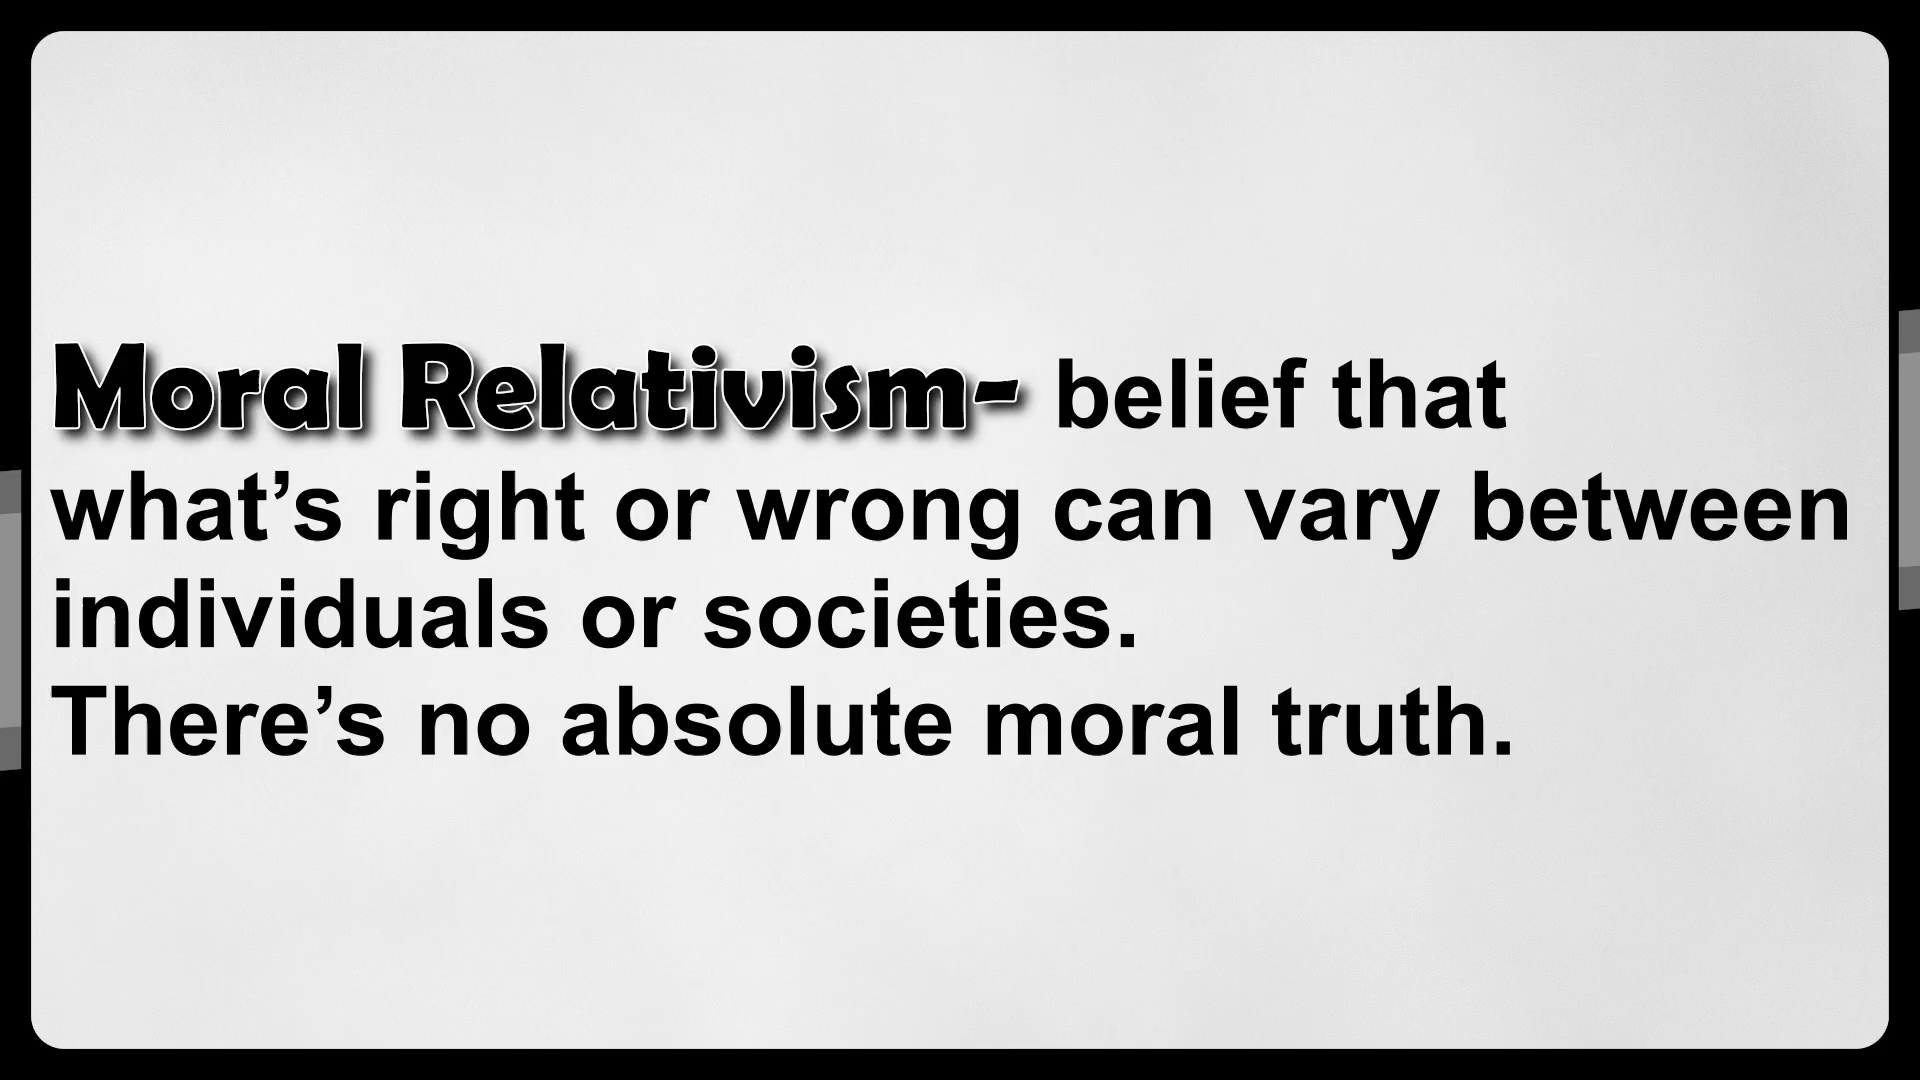 Moral Relativism- belief that
what’s right or wrong can vary between
individuals or societies.
There’s no absolute moral truth.